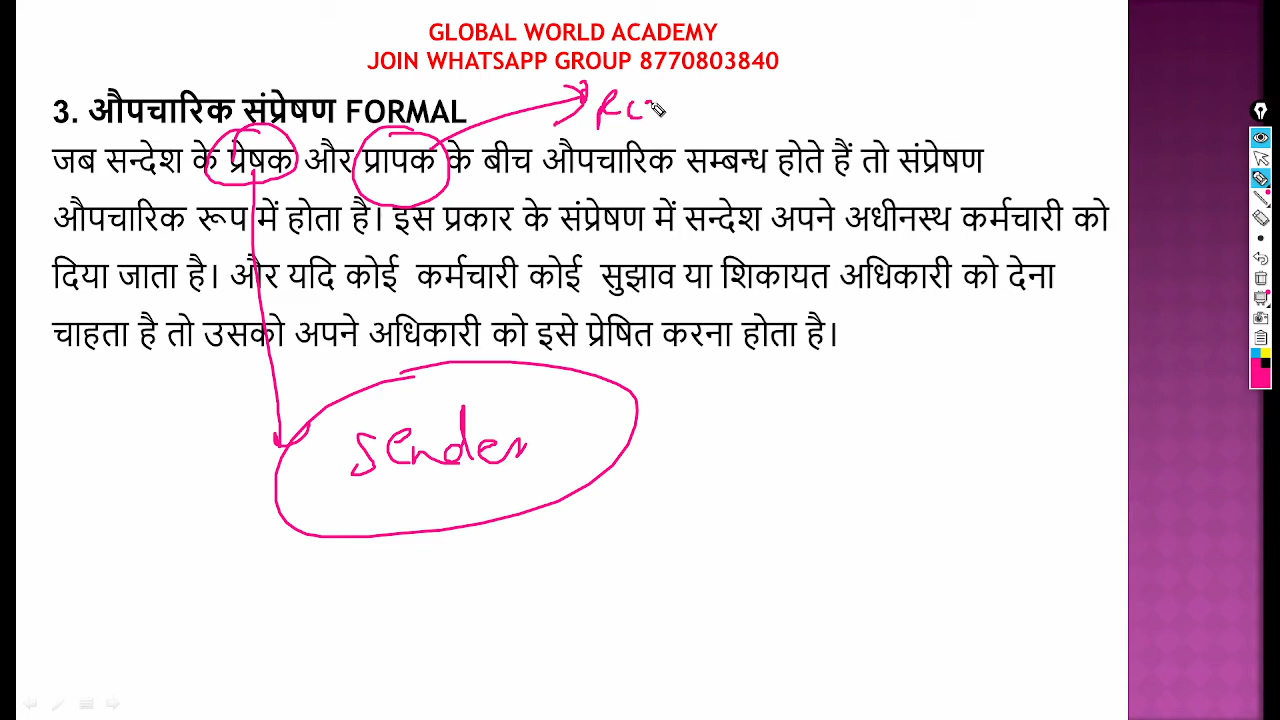 GLOBAL WORLD ACADEMY
JOIN WHATSAPP GROUP 8770803840
3. औपचारिक संप्रेषण FORMAL
जब सन्देश के प्रेषक और प्रापक के बीच औपचारिक सम्बन्ध होते हैं तो संप्रेषण
औपचारिक रूप में होता है। इस प्रकार के संप्रेषण में सन्देश अपने अधीनस्थ कर्मचारी को
दिया जाता है। और यदि कोई कर्मचारी कोई सुझाव या शिकायत अधिकारी को देना
चाहता है तो उसको अपने अधिकारी को इसे प्रेषित करना होता है।
sender